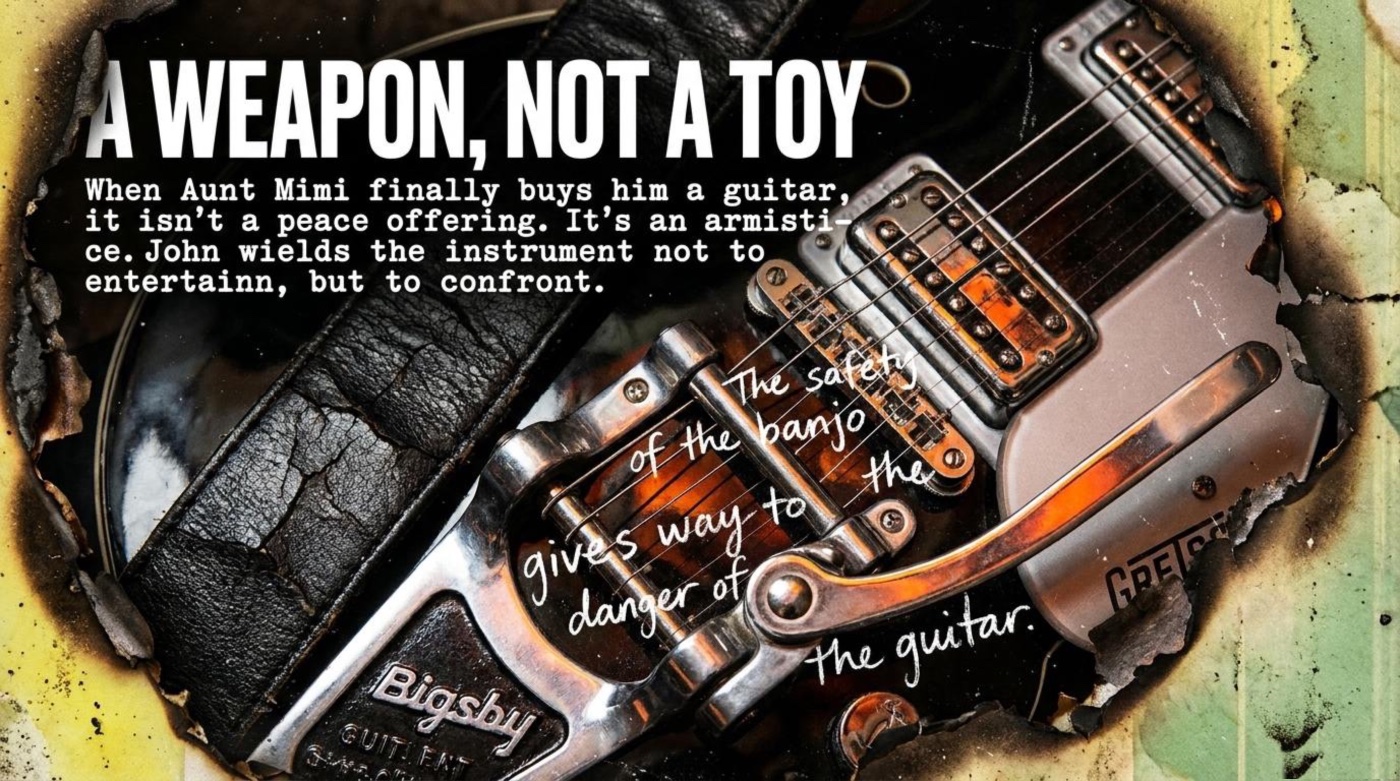 A WEAPON, NOT A TOY
When Aunt Mimi finally buys him a guitar,
it isn't a peace offering. It's an armisti-
ce. John wields the instrument not to
entertainn, but to confront.
The safety
of the banjo
gives way to the
danger of
the guitar.
Bigsby